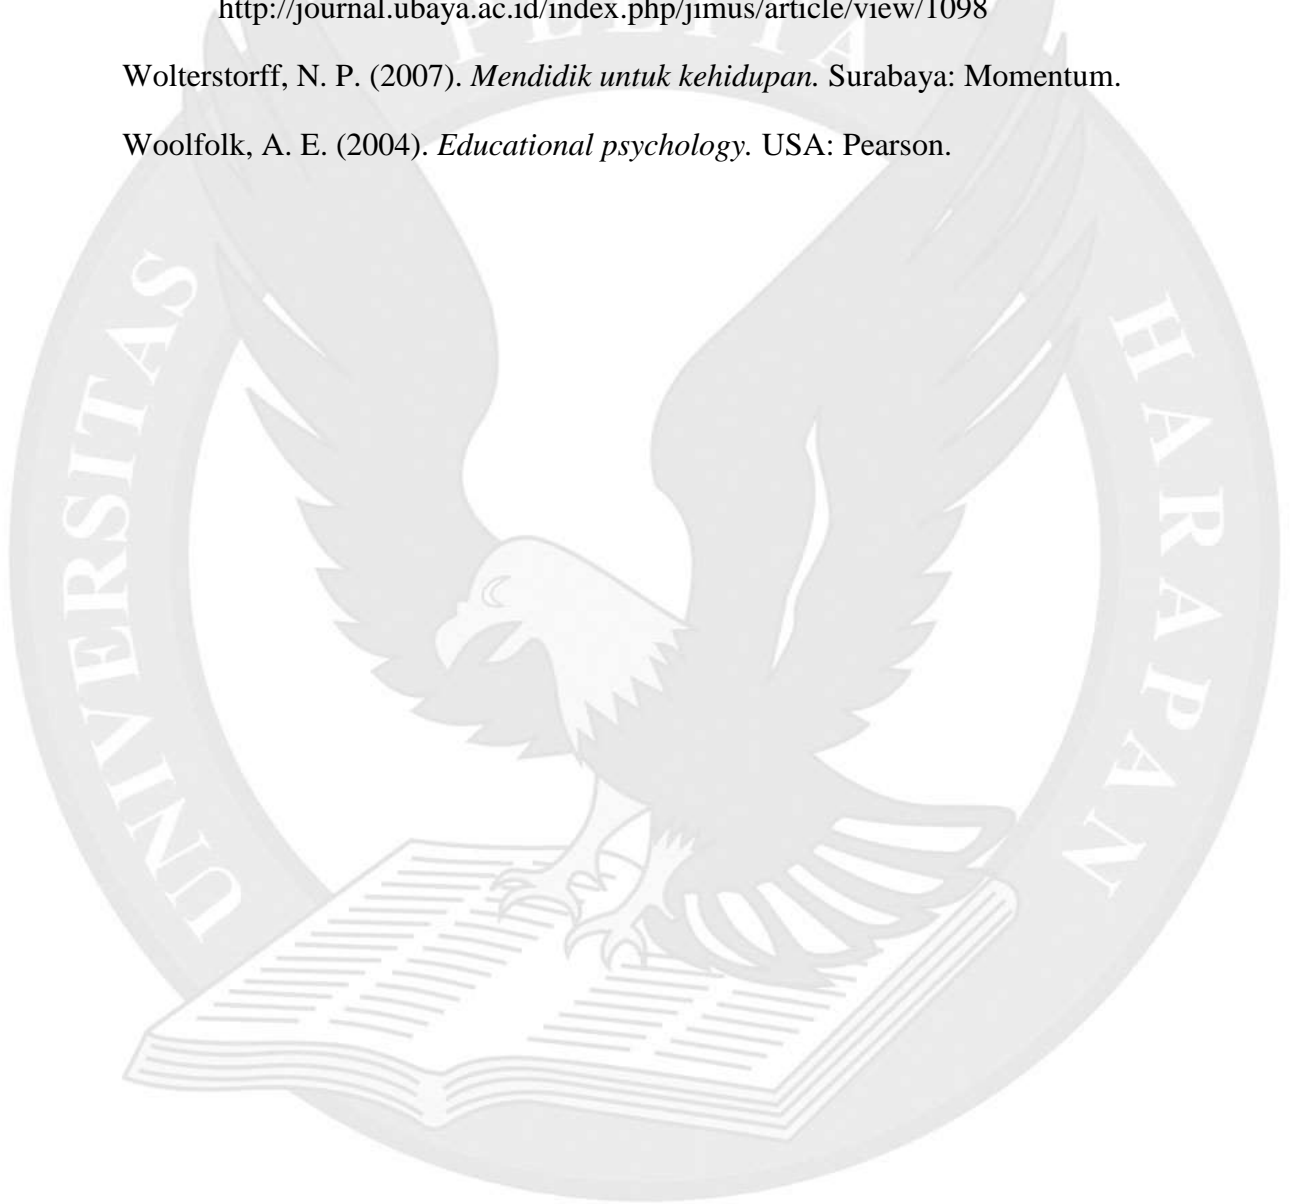 http://journal.ubaya.ac.id/index.php/jimus/article/view/1098
Wolterstorff, N. P. (2007). Mendidik untuk kehidupan. Surabaya: Momentum.
Woolfolk, A. E. (2004). Educational psychology. USA: Pearson.
UNIVERSITAS
PELITA
HARAPAN